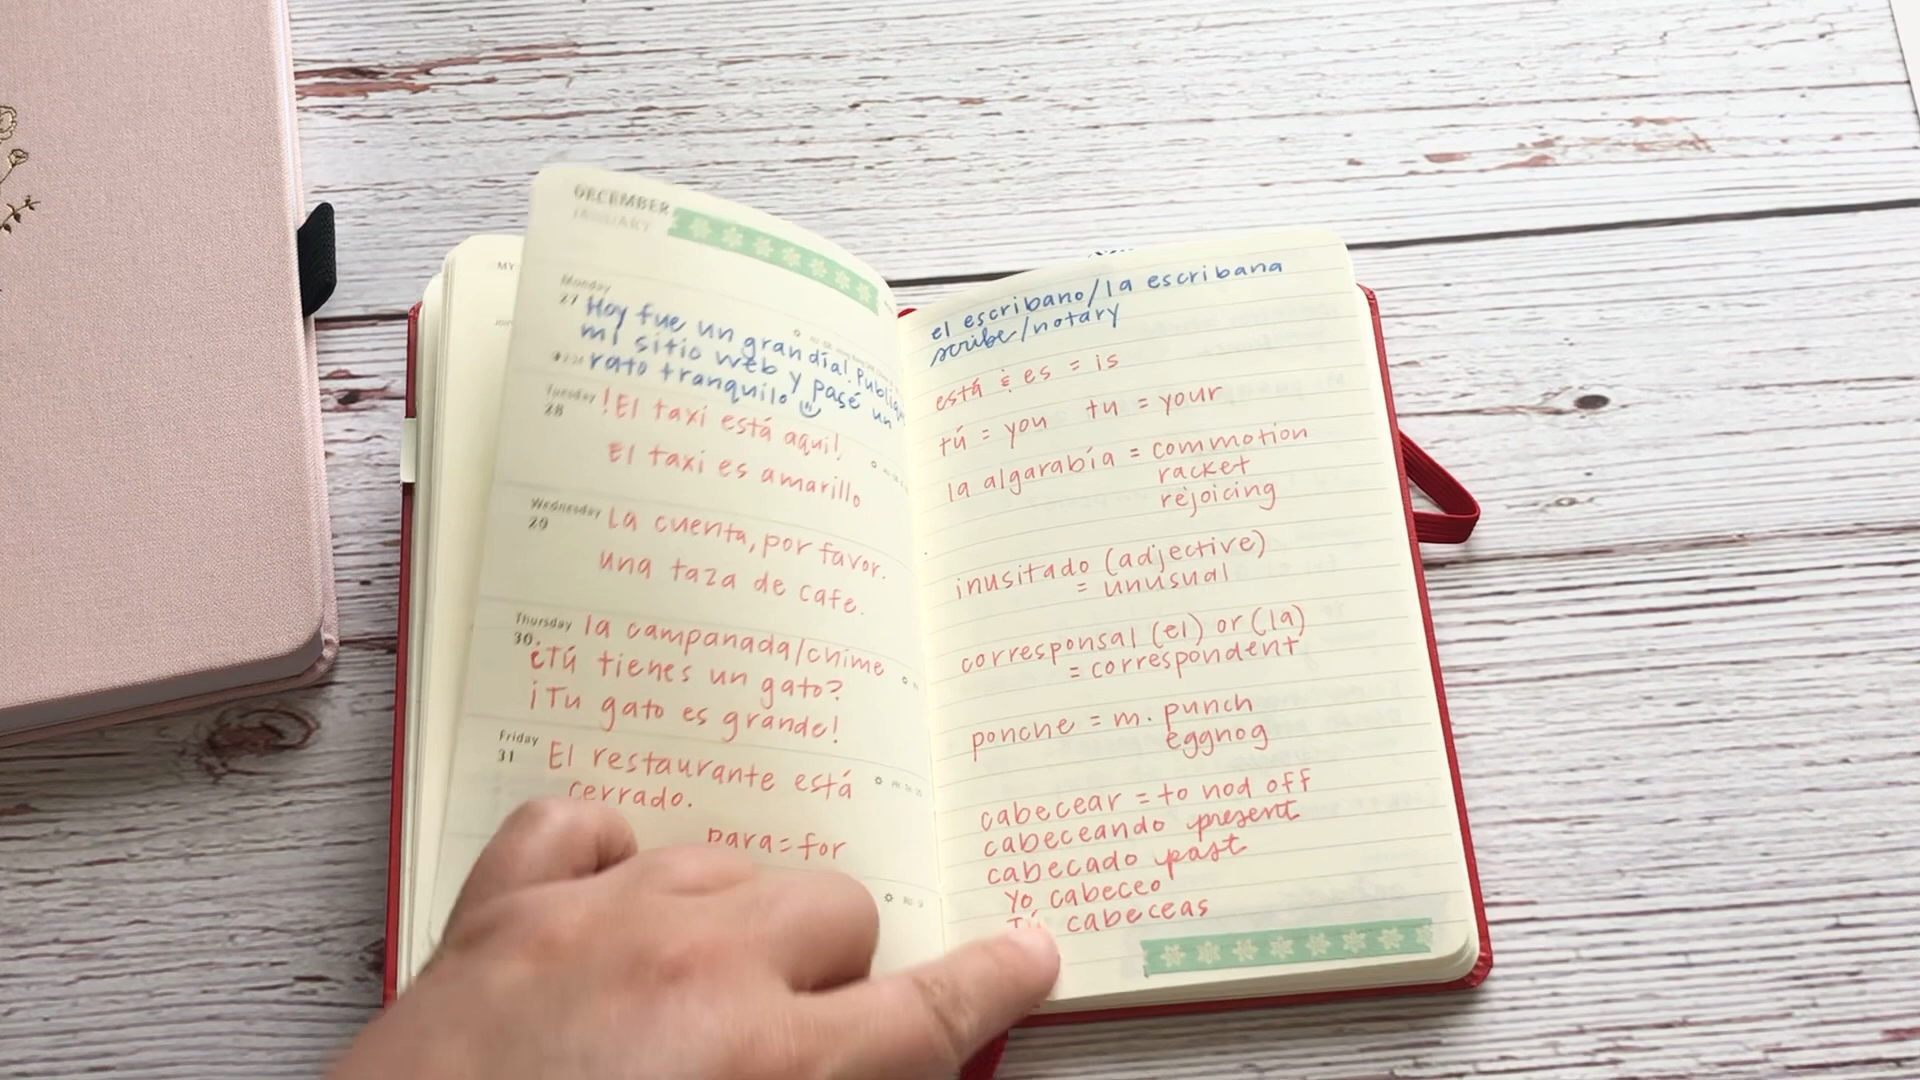 DECEMBER
JANUARY
Monday
27
Hoy fue un gran día! Publiqu
mi sitio web y pasé un
rato tranquilo
Tuesday
28
!El taxi está aquí!,
El taxi es amarillo
Wednesday
29
La cuenta, por favor.
una taza de cafe.
Thursday
30
la campanada/chime
¿Tú tienes un gato?
¡Tu gato es grande!
Friday
31
El restaurante está
cerrado.
para = for
MY
el escribano/la escribana
scribe/notary
está & es = is
tú = you tu = your
la algarabía = commotion
racket
rejoicing
inusitado (adjective)
= unusual
corresponsal (el) or (la)
= correspondent
ponche = m. punch
eggnog
cabecear = to nod off
cabeceando present
cabecado past
Yo cabeceo
Tú cabeceas